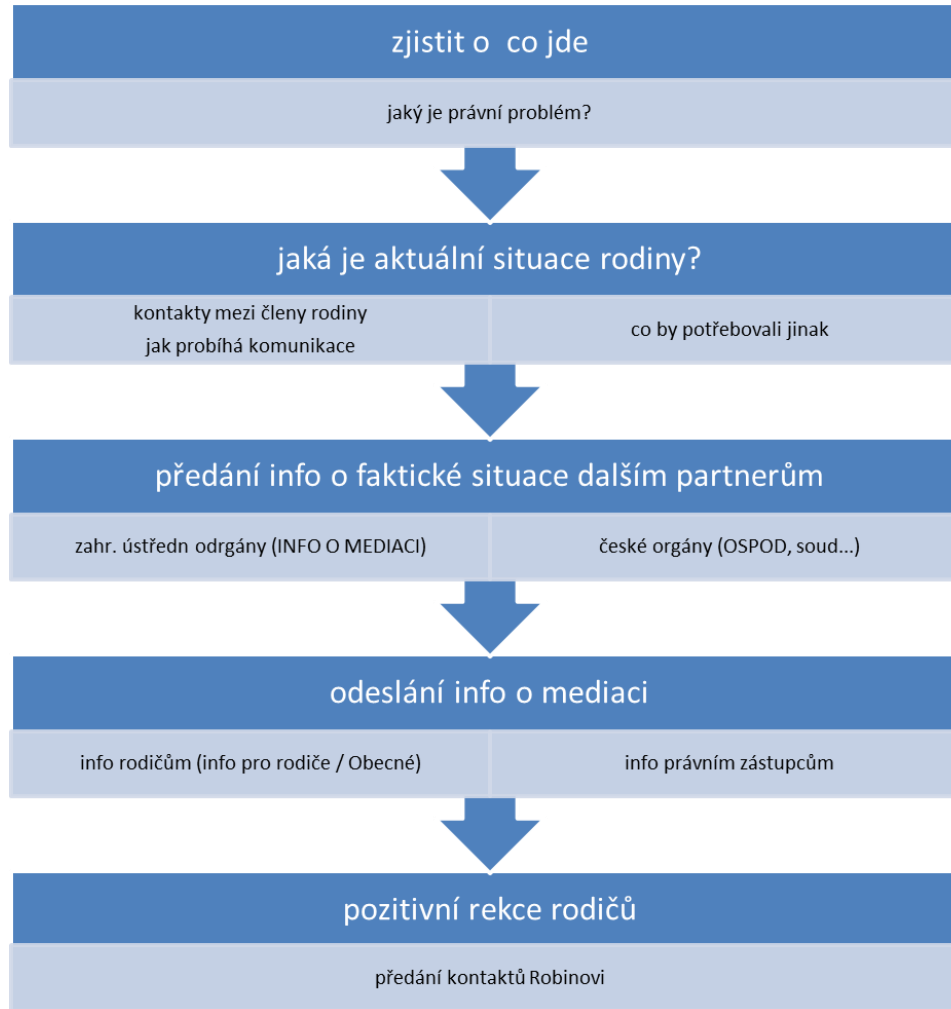 zjistit o co jde
jaký je právní problém?
jaká je aktuální situace rodiny?
kontakty mezi členy rodiny
jak probíhá komunikace
co by potřebovali jinak
předání info o faktické situace dalším partnerům
zahr. ústředn odrgány (INFO O MEDIACI)
české orgány (OSPOD, soud...)
odeslání info o mediaci
info rodičům (info pro rodiče / Obecné)
info právním zástupcům
pozitivní rekce rodičů
předání kontaktů Robinovi